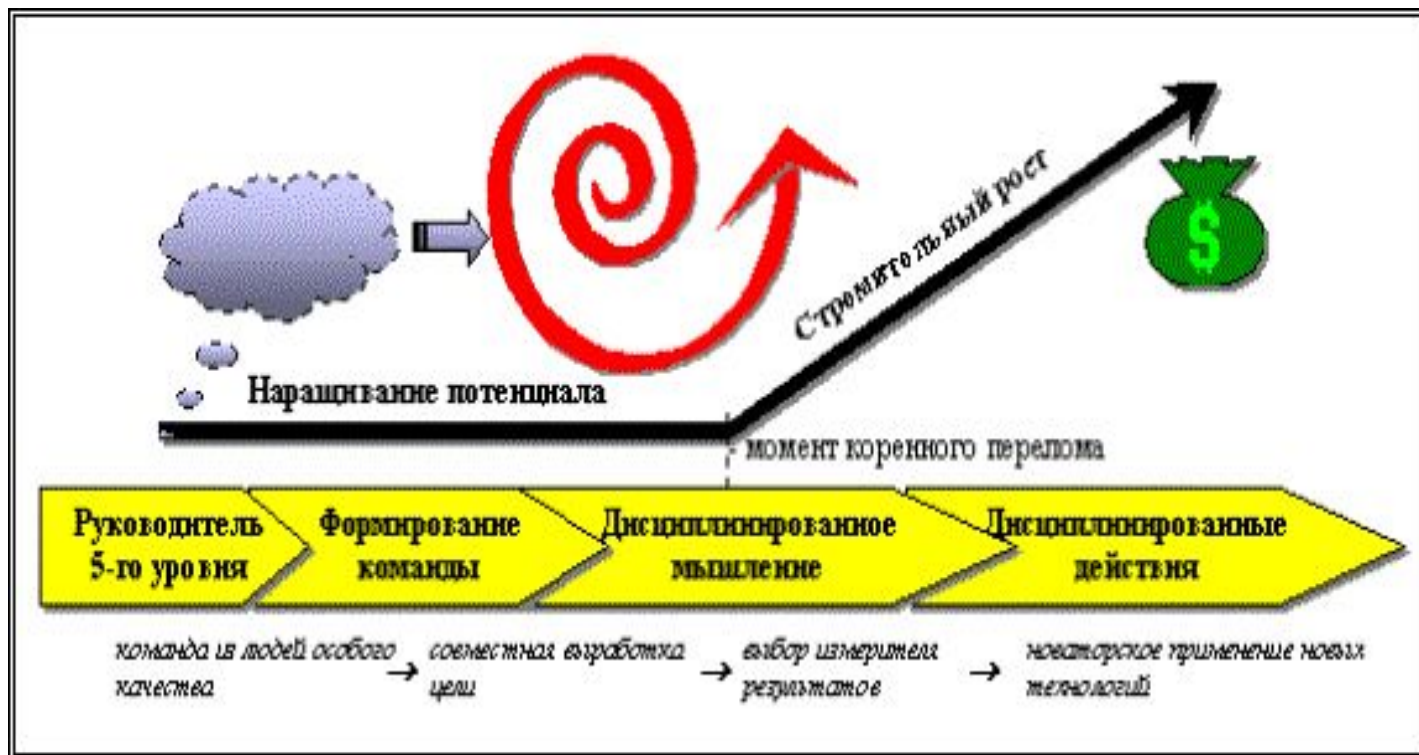 Стремительный рост
$
Наращивание потенциала
момент коренного перелома
Руководитель
5-го уровня
Формирование
команды
Дисциплинированное
мышление
Дисциплинированные
действия
команда из людей особого
качества
→ совместная выработка
цели
→ выбор измерителя
результатов
→ новаторское применение новых
технологий